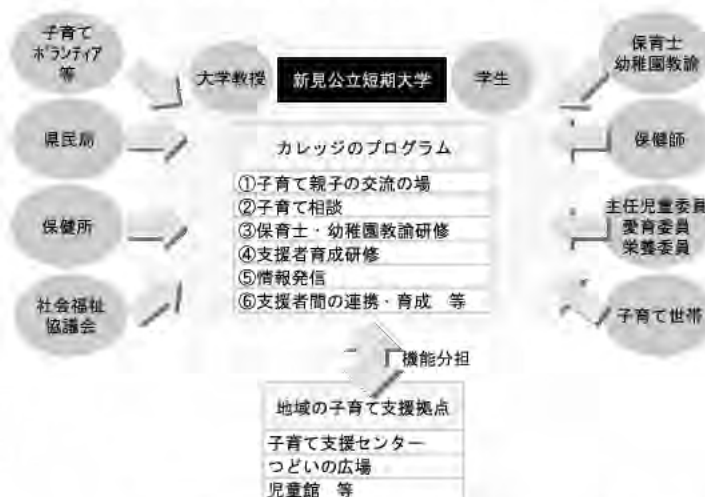 子育て
ボランティア
等
県民局
保健所
社会福祉
協議会
大学教授
新見公立短期大学
学生
カレッジのプログラム
①子育て親子の交流の場
②子育て相談
③保育士・幼稚園教諭研修
④支援者育成研修
⑤情報発信
⑥支援者間の連携・育成 等
保育士
幼稚園教諭
保健師
主任児童委員
愛育委員
栄養委員
子育て世帯
機能分担
地域の子育て支援拠点
子育て支援センター
つどいの広場
児童館 等